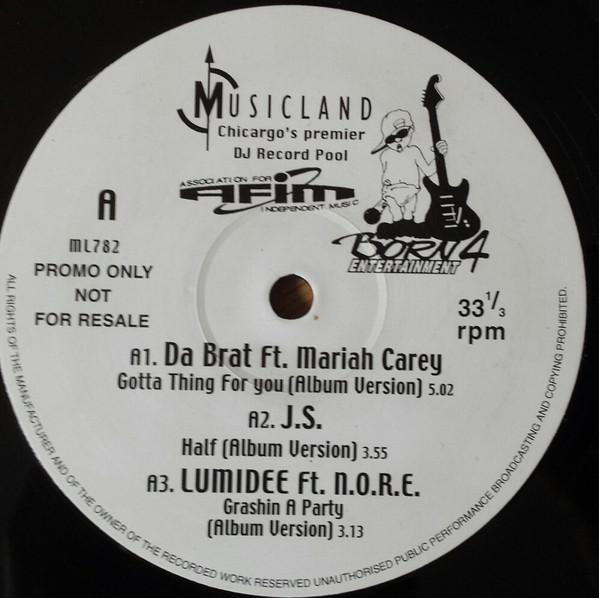 MUSICLAND
Chicargo's premier
DJ Record Pool
ASSOCIATION FOR
AFIM
INDEPENDENT MUSIC
BORN 4
ENTERTAINMENT
A
ML782
PROMO ONLY
NOT
FOR RESALE
33 1/3
rpm
A1. Da Brat Ft. Mariah Carey
Gotta Thing For you (Album Version) 5.02
A2. J.S.
Half (Album Version) 3.55
A3. LUMIDEE Ft. N.O.R.E.
Grashin A Party
(Album Version) 3.13
ALL RIGHTS OF THE MANUFACTURER AND OF THE OWNER OF THE RECORDED WORK RESERVED UNAUTHORISED PUBLIC PERFORMANCE BROADCASTING AND COPYING PROHIBITED.